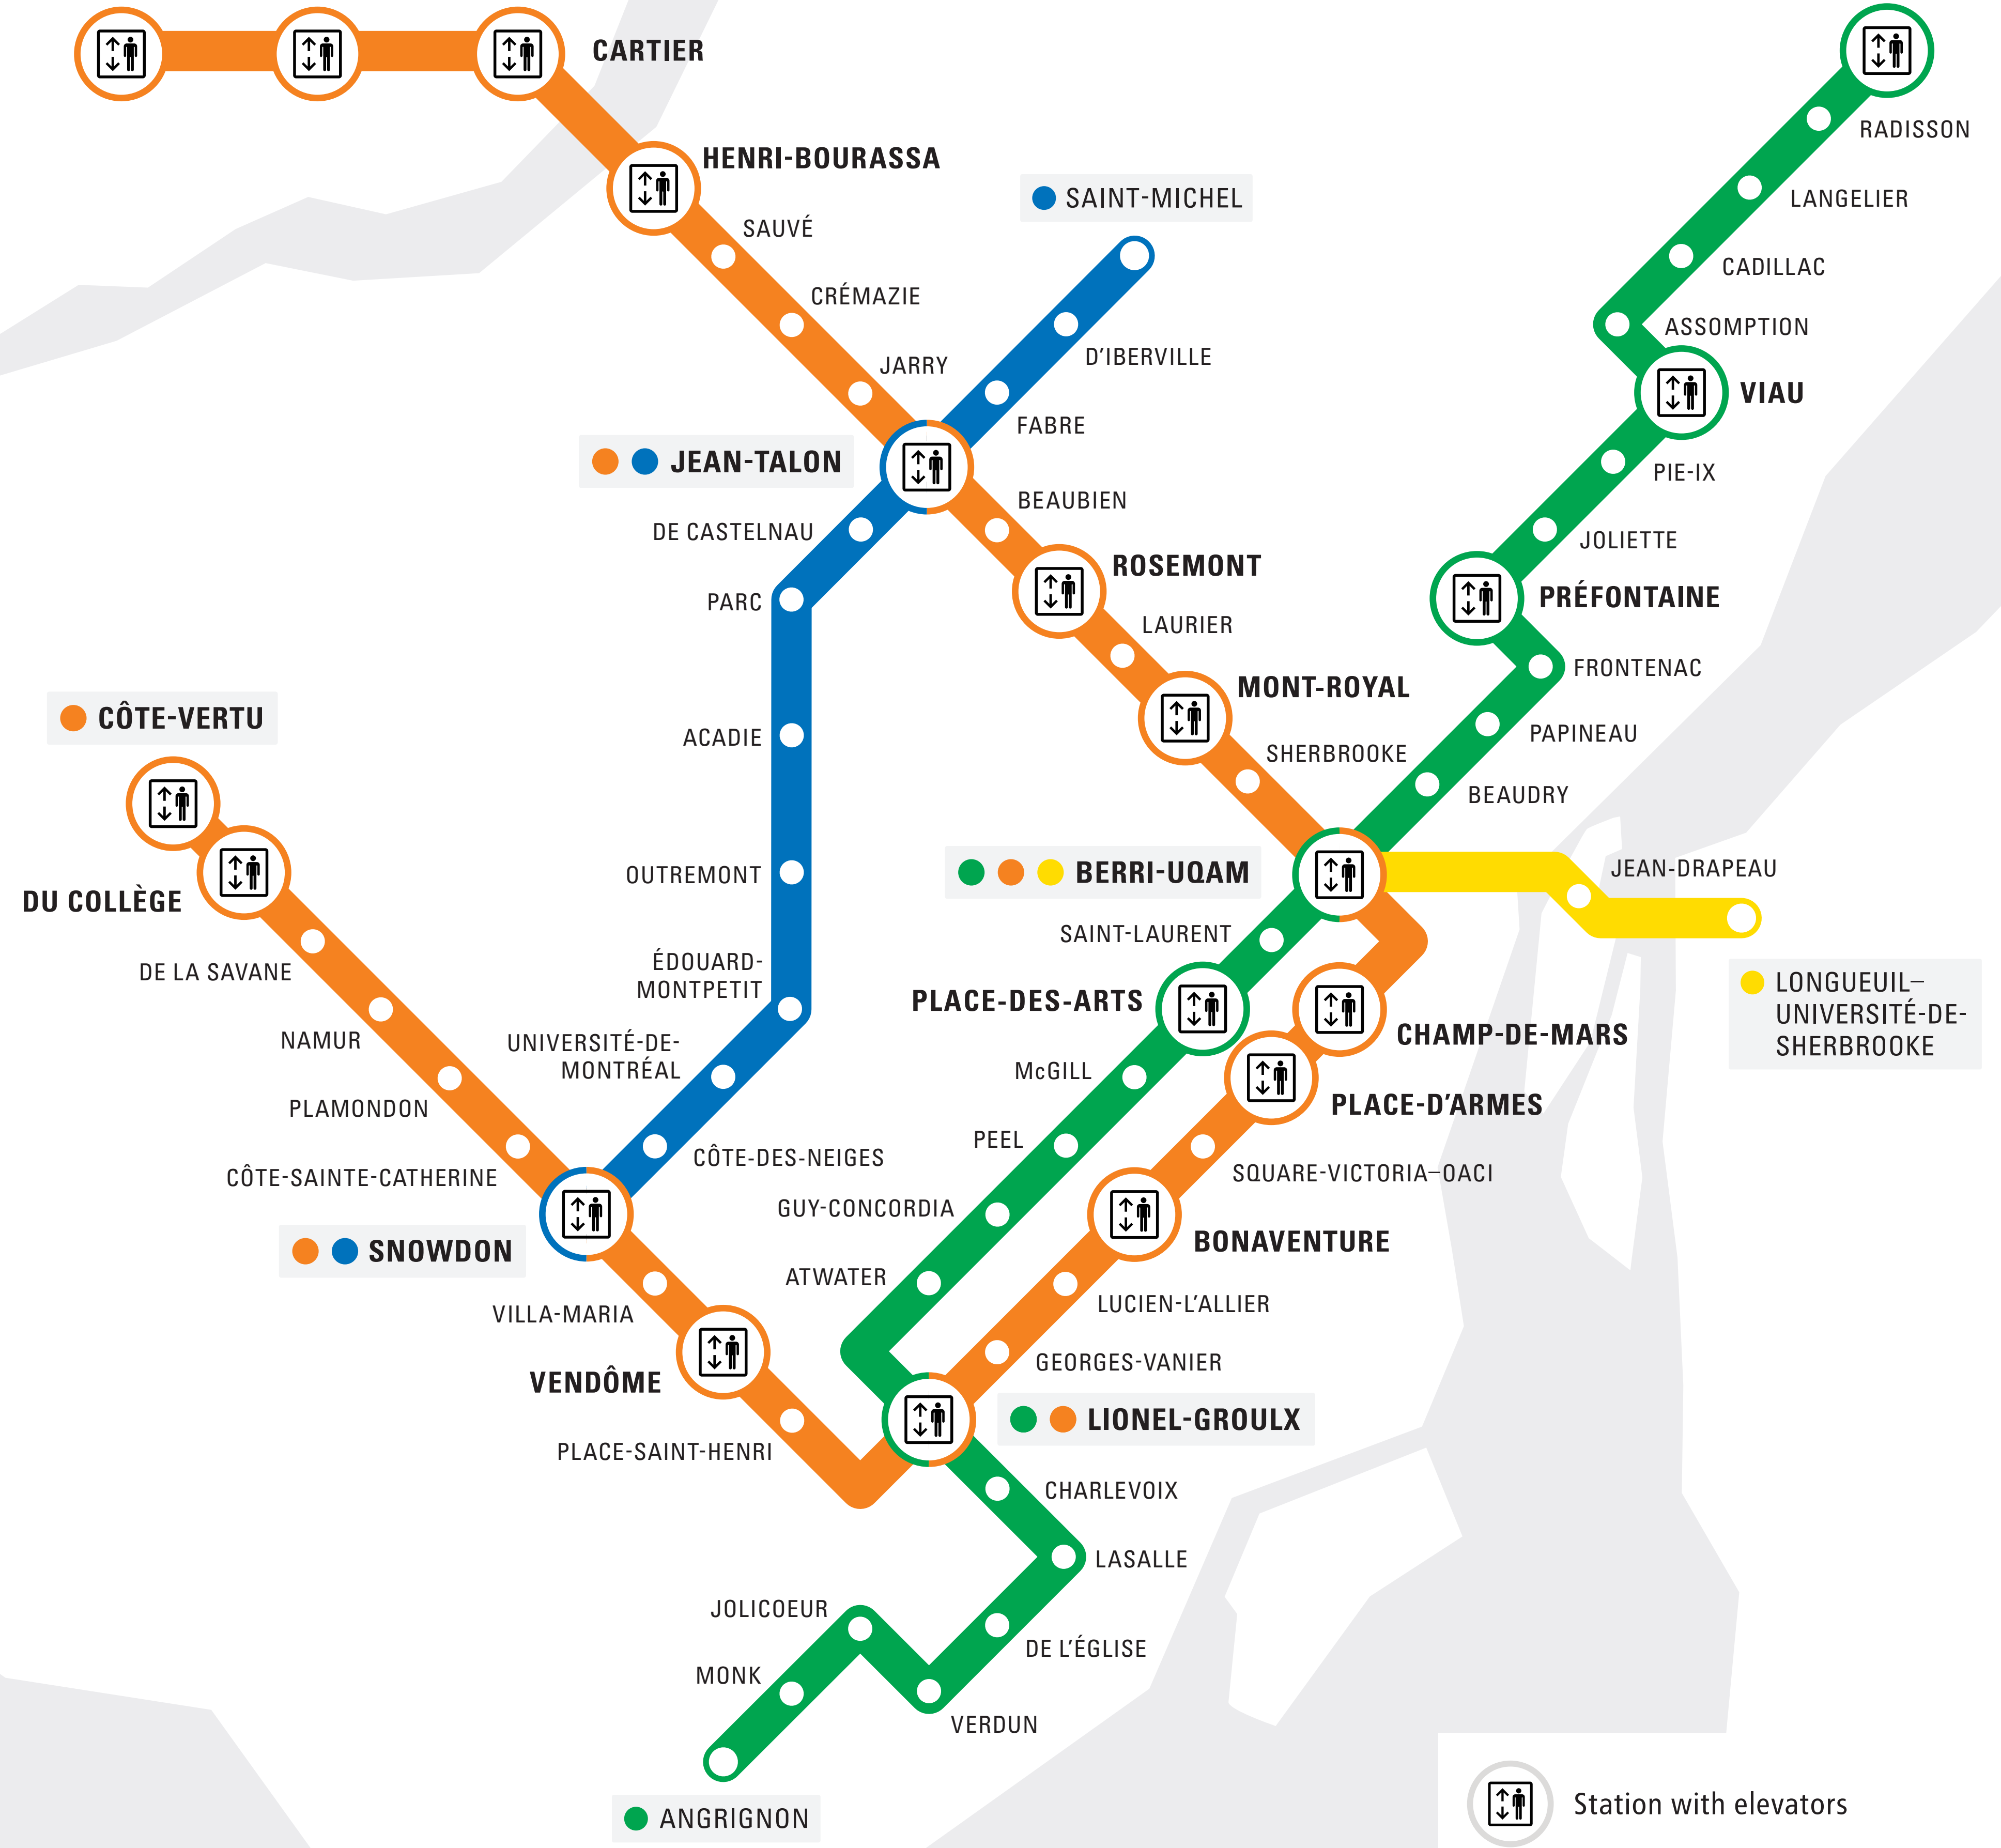 CARTIER
RADISSON
HENRI-BOURASSA
SAINT-MICHEL
LANGELIER
SAUVÉ
CADILLAC
CRÉMAZIE
ASSOMPTION
D'IBERVILLE
JARRY
VIAU
FABRE
JEAN-TALON
PIE-IX
BEAUBIEN
DE CASTELNAU
JOLIETTE
ROSEMONT
PRÉFONTAINE
PARC
LAURIER
FRONTENAC
MONT-ROYAL
CÔTE-VERTU
PAPINEAU
ACADIE
SHERBROOKE
BEAUDRY
JEAN-DRAPEAU
BERRI-UQAM
OUTREMONT
DU COLLÈGE
SAINT-LAURENT
ÉDOUARD-
MONTPETIT
DE LA SAVANE
LONGUEUIL–
UNIVERSITÉ-DE-
SHERBROOKE
PLACE-DES-ARTS
CHAMP-DE-MARS
NAMUR
UNIVERSITÉ-DE-
MONTRÉAL
McGILL
PLACE-D'ARMES
PLAMONDON
PEEL
CÔTE-DES-NEIGES
SQUARE-VICTORIA–OACI
CÔTE-SAINTE-CATHERINE
GUY-CONCORDIA
BONAVENTURE
SNOWDON
ATWATER
LUCIEN-L'ALLIER
VILLA-MARIA
GEORGES-VANIER
VENDÔME
LIONEL-GROULX
PLACE-SAINT-HENRI
CHARLEVOIX
LASALLE
JOLICOEUR
DE L'ÉGLISE
MONK
VERDUN
ANGRIGNON
Station with elevators